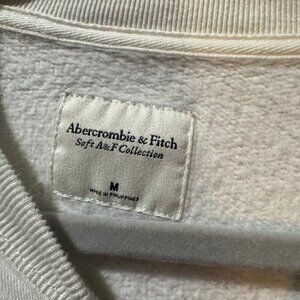 Abercrombie & Fitch
Soft A&F Collection
M
MADE IN PHILIPPINES